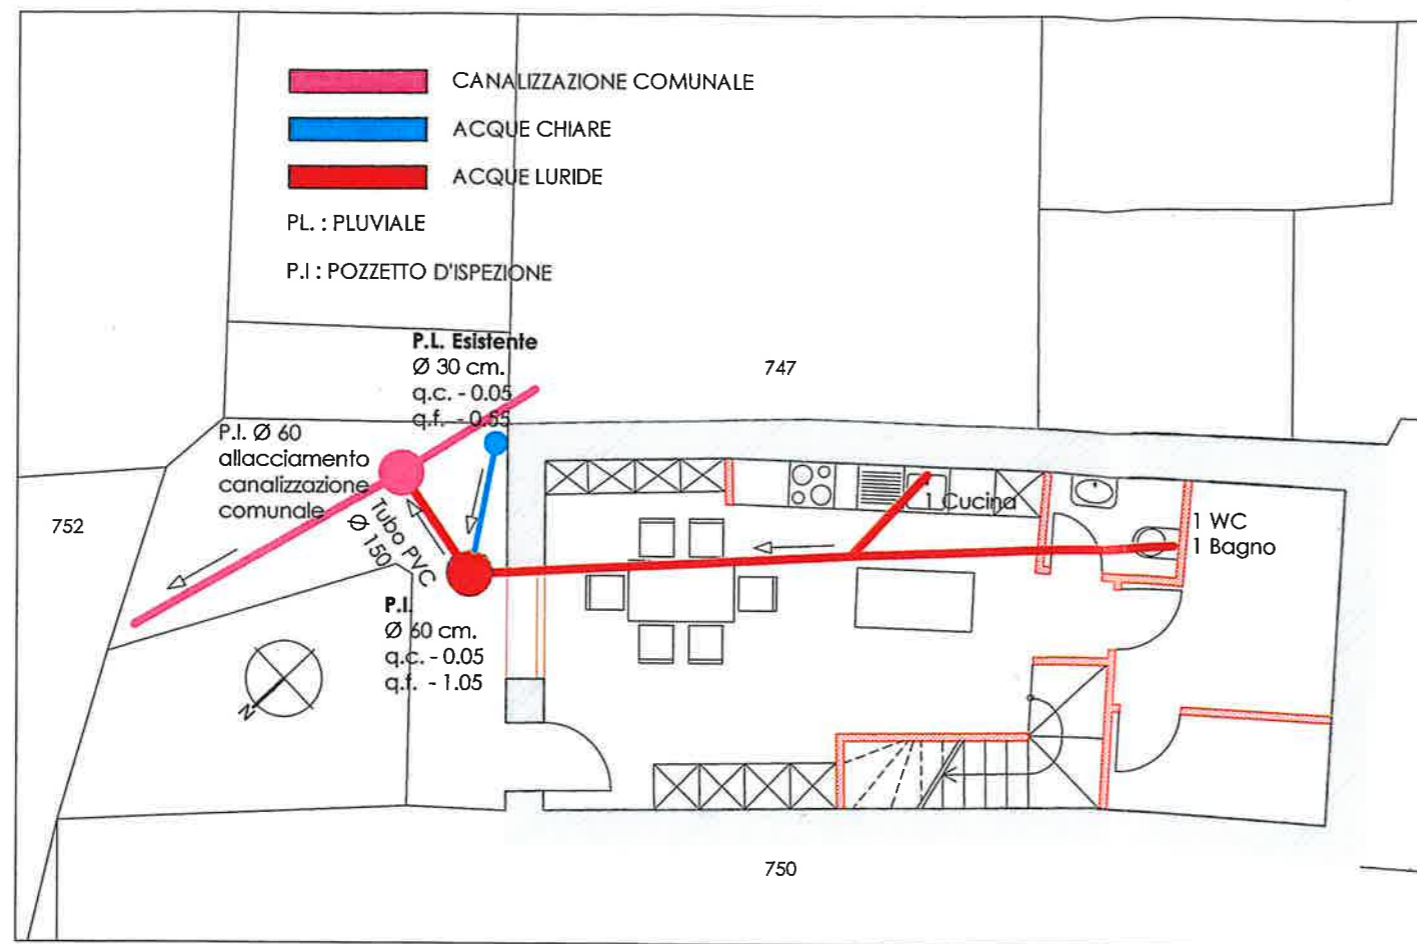 CANALIZZAZIONE COMUNALE
ACQUE CHIARE
ACQUE LURIDE
PL. : PLUVIALE
P.I : POZZETTO D'ISPEZIONE
P.L. Esistente
Ø 30 cm.
q.c. - 0.05
q.f. - 0.55
747
P.I. Ø 60
allacciamento
canalizzazione
comunale
752
Tubo PVC
Ø 150
1 Cucina
1 WC
1 Bagno
P.I.
Ø 60 cm.
q.c. - 0.05
q.f. - 1.05
N
750